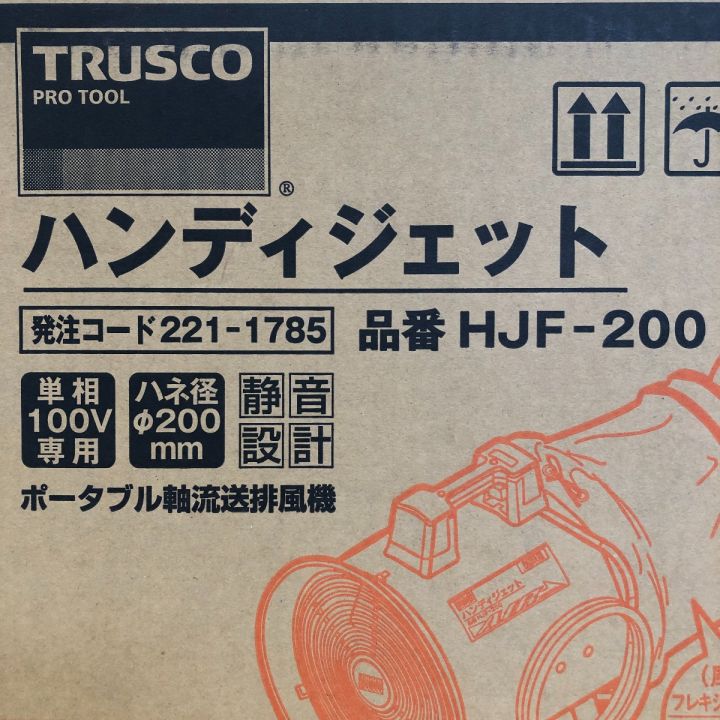 TRUSCO
PRO TOOL
®
ハンディジェット
発注コード221-1785
品番 HJF-200
単相
100V
専用
ハネ径
φ200
mm
静音
設計
ポータブル軸流送排風機
ハンディジェット
フレキシ